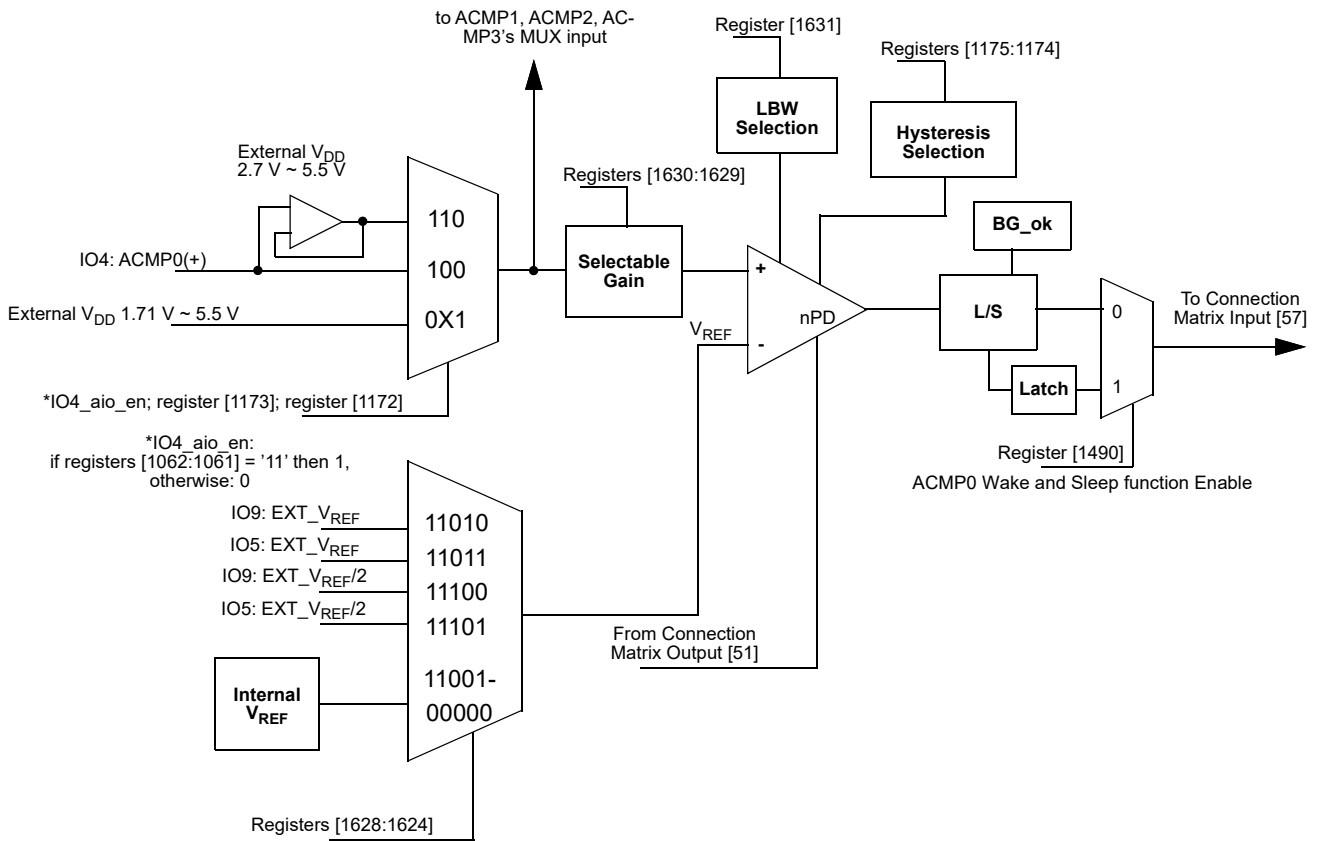 to ACMP1, ACMP2, AC-
MP3's MUX input
Register [1631]
Registers [1175:1174]
LBW
Selection
Hysteresis
Selection
External VDD
2.7 V ~ 5.5 V
Registers [1630:1629]
110
BG_ok
IO4: ACMP0(+)
100
Selectable
Gain
+
External VDD 1.71 V ~ 5.5 V
0X1
nPD
L/S
0
To Connection
Matrix Input [57]
VREF
-
Latch
1
*IO4_aio_en; register [1173]; register [1172]
*IO4_aio_en:
if registers [1062:1061] = '11' then 1,
otherwise: 0
Register [1490]
ACMP0 Wake and Sleep function Enable
IO9: EXT_VREF
11010
IO5: EXT_VREF
11011
IO9: EXT_VREF/2
11100
IO5: EXT_VREF/2
11101
From Connection
Matrix Output [51]
Internal
VREF
11001-
00000
Registers [1628:1624]